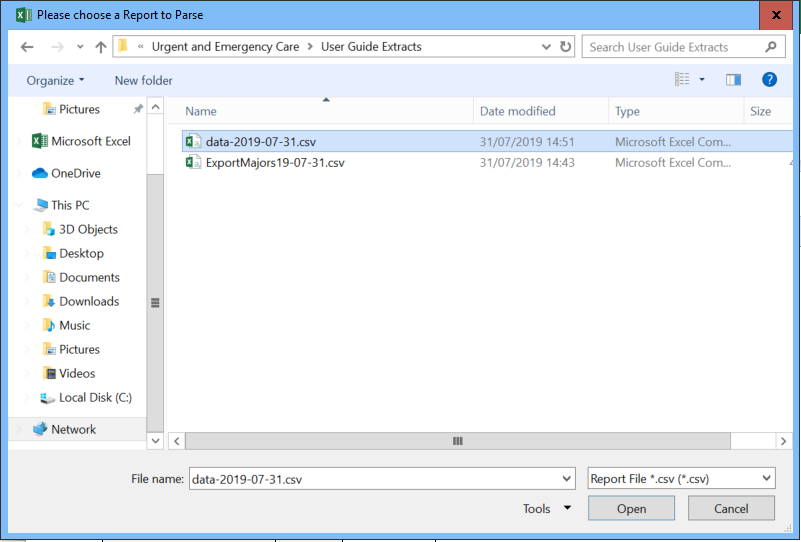 Please choose a Report to Parse
« Urgent and Emergency Care > User Guide Extracts
Search User Guide Extracts
Organize
New folder
?
Name
Date modified
Type
Size
data-2019-07-31.csv 31/07/2019 14:51 Microsoft Excel Com...
ExportMajors19-07-31.csv 31/07/2019 14:43 Microsoft Excel Com...
Pictures
Microsoft Excel
OneDrive
This PC
3D Objects
Desktop
Documents
Downloads
Music
Pictures
Videos
Local Disk (C:)
Network
File name: data-2019-07-31.csv
Report File *.csv (*.csv)
Tools
Open
Cancel